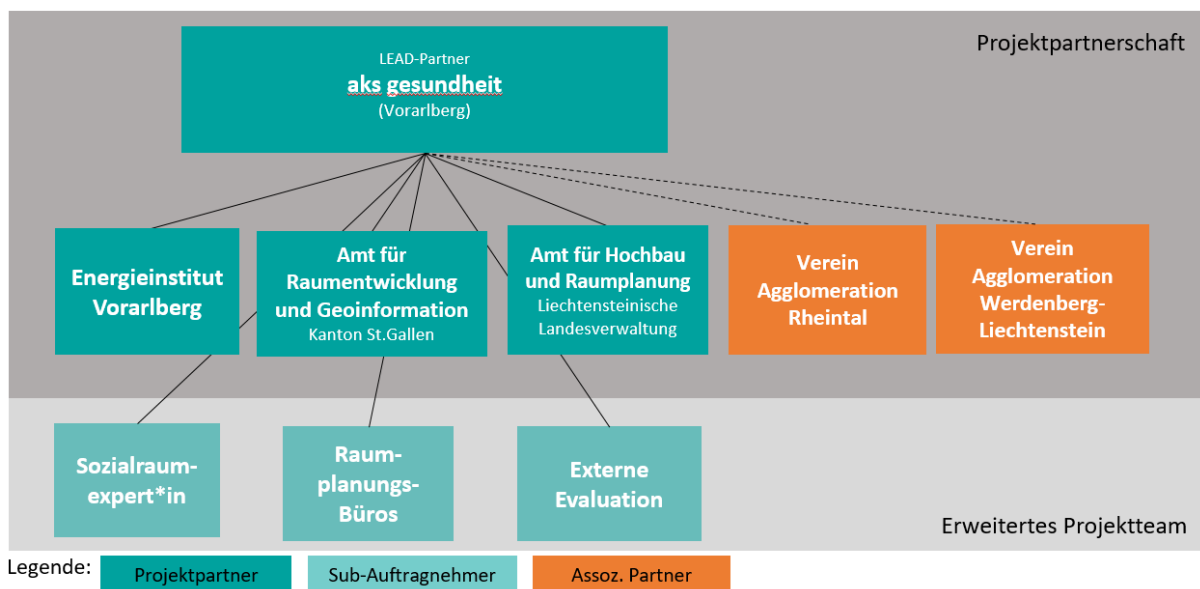 Projektpartnerschaft
LEAD-Partner
aks gesundheit
(Vorarlberg)
Energieinstitut
Vorarlberg
Amt für
Raumentwicklung
und Geoinformation
Kanton St.Gallen
Amt für Hochbau
und Raumplanung
Liechtensteinische
Landesverwaltung
Verein
Agglomeration
Rheintal
Verein
Agglomeration
Werdenberg-
Liechtenstein
Sozialraum-
expert*in
Raum-
planungs-
Büros
Externe
Evaluation
Erweitertes Projektteam
Legende:
Projektpartner
Sub-Auftragnehmer
Assoz. Partner